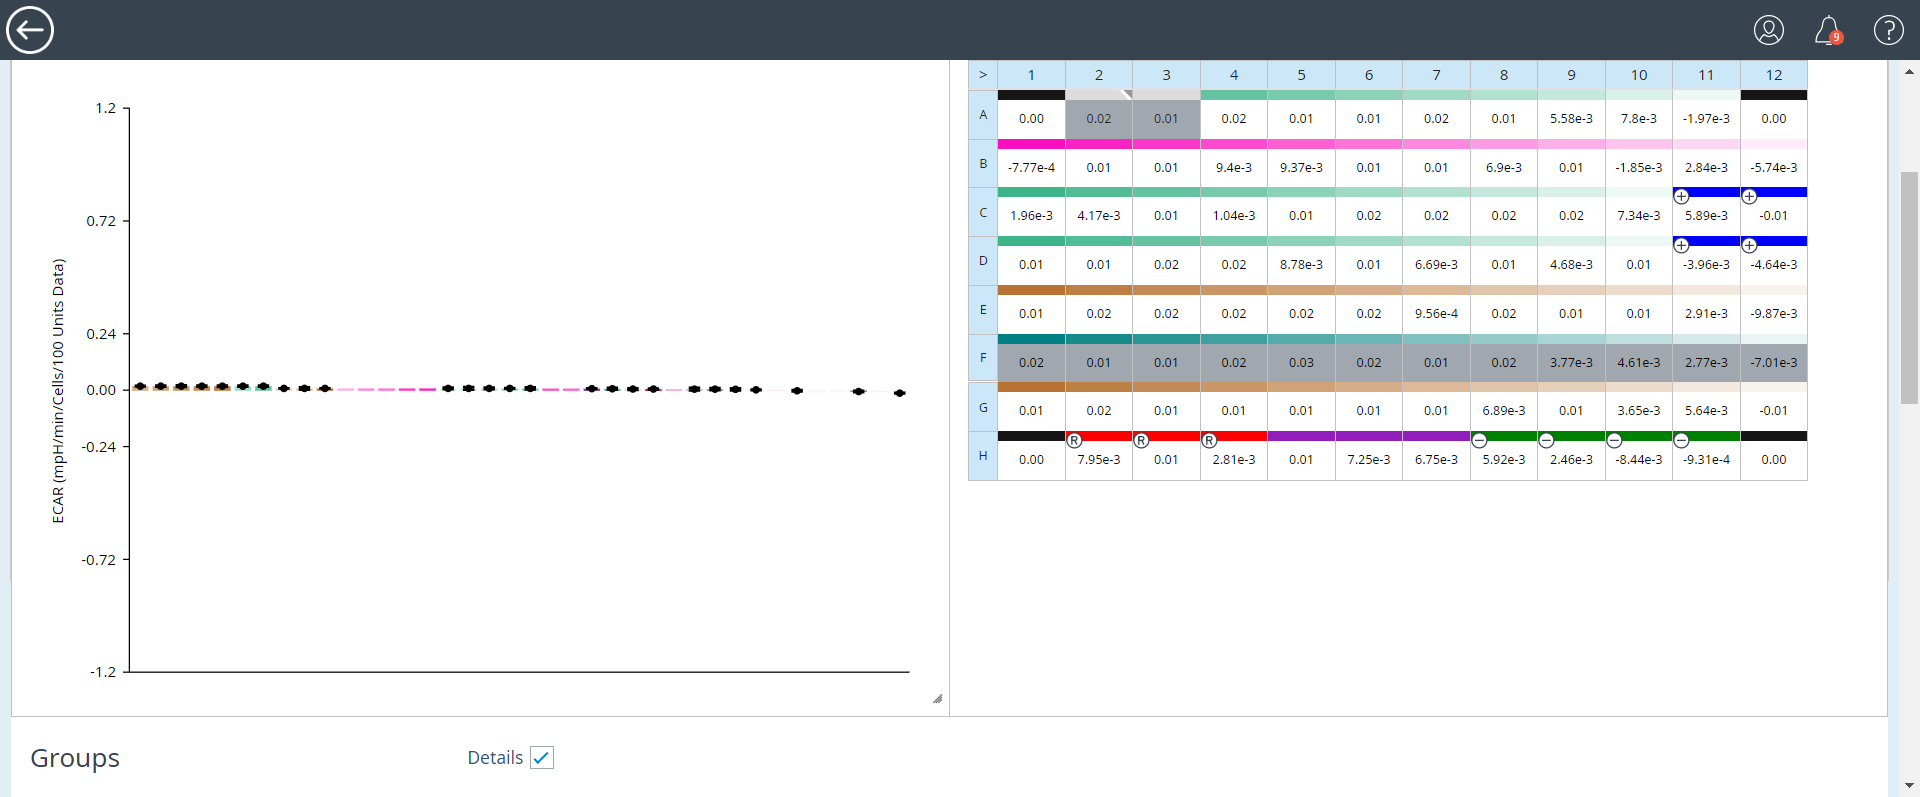 9
1.2
0.72
0.24
0.00
-0.24
-0.72
-1.2
ECAR (mpH/min/Cells/100 Units Data)
> 1 2 3 4 5 6 7 8 9 10 11 12
A 0.00 0.02 0.01 0.02 0.01 0.01 0.02 0.01 5.58e-3 7.8e-3 -1.97e-3 0.00
B -7.77e-4 0.01 0.01 9.4e-3 9.37e-3 0.01 0.01 6.9e-3 0.01 -1.85e-3 2.84e-3 -5.74e-3
C 1.96e-3 4.17e-3 0.01 1.04e-3 0.01 0.02 0.02 0.02 0.02 7.34e-3 5.89e-3 -0.01
D 0.01 0.01 0.02 0.02 8.78e-3 0.01 6.69e-3 0.01 4.68e-3 0.01 -3.96e-3 -4.64e-3
E 0.01 0.02 0.02 0.02 0.02 0.02 9.56e-4 0.02 0.01 0.01 2.91e-3 -9.87e-3
F 0.02 0.01 0.01 0.02 0.03 0.02 0.01 0.02 3.77e-3 4.61e-3 2.77e-3 -7.01e-3
G 0.01 0.02 0.01 0.01 0.01 0.01 0.01 6.89e-3 0.01 3.65e-3 5.64e-3 -0.01
R R R
H 0.00 7.95e-3 0.01 2.81e-3 0.01 7.25e-3 6.75e-3 5.92e-3 2.46e-3 -8.44e-3 -9.31e-4 0.00
Groups
Details